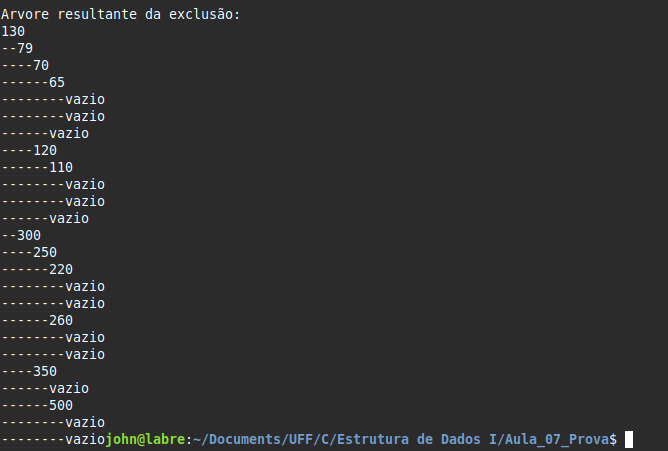 Arvore resultante da exclusão:
130
--79
----70
------65
--------vazio
--------vazio
------vazio
----120
------110
--------vazio
--------vazio
------vazio
--300
----250
------220
--------vazio
--------vazio
------260
--------vazio
--------vazio
----350
------vazio
------500
--------vazio
--------vaziojohn@labre:~/Documents/UFF/C/Estrutura de Dados I/Aula_07_Prova$